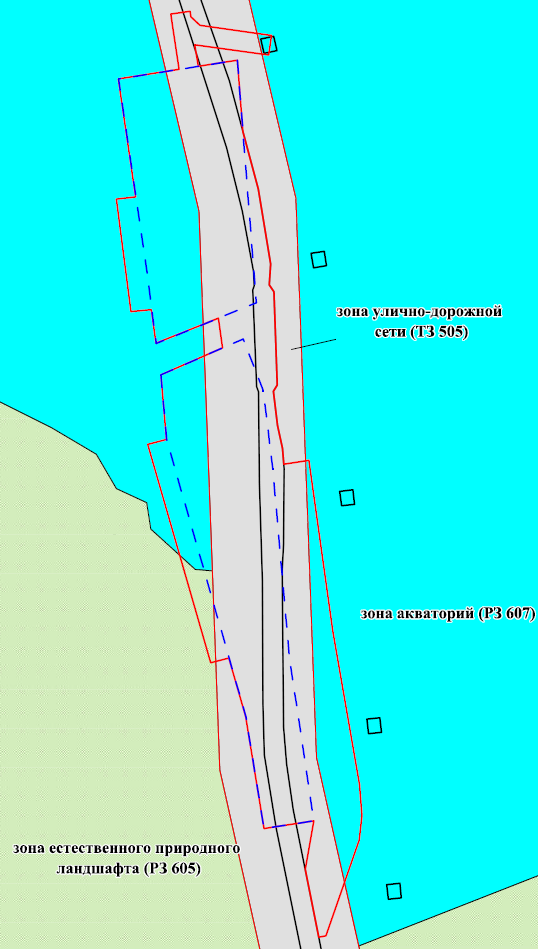 зона улично-дорожной
сети (ТЗ 505)
зона акваторий (РЗ 607)
зона естественного природного
ландшафта (РЗ 605)